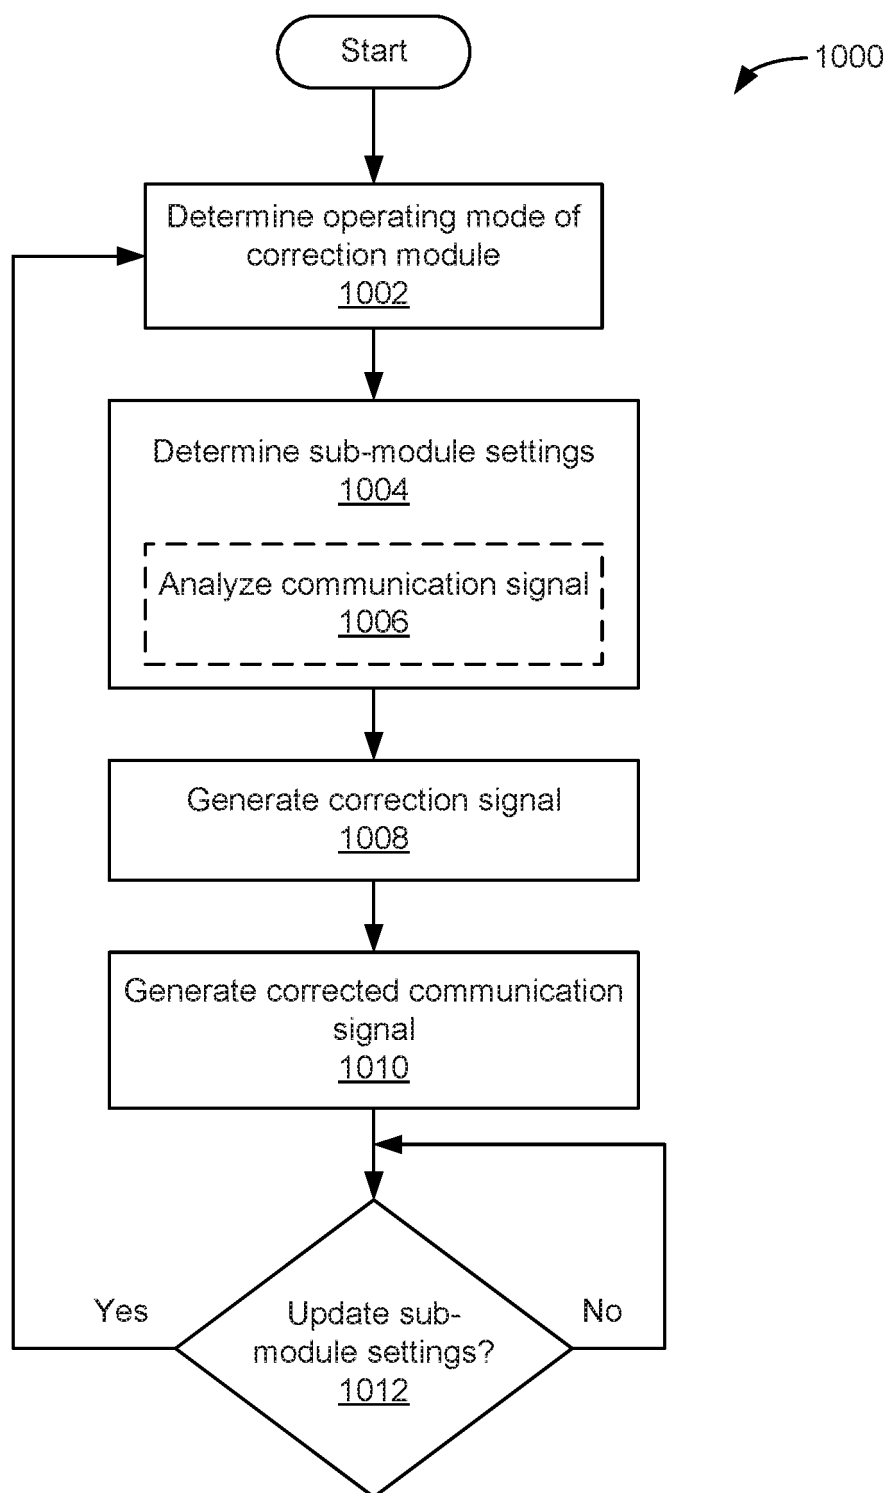 Start
1000
Determine operating mode of
correction module
1002
Determine sub-module settings
1004
Analyze communication signal
1006
Generate correction signal
1008
Generate corrected communication
signal
1010
Yes
Update sub-
module settings?
1012
No